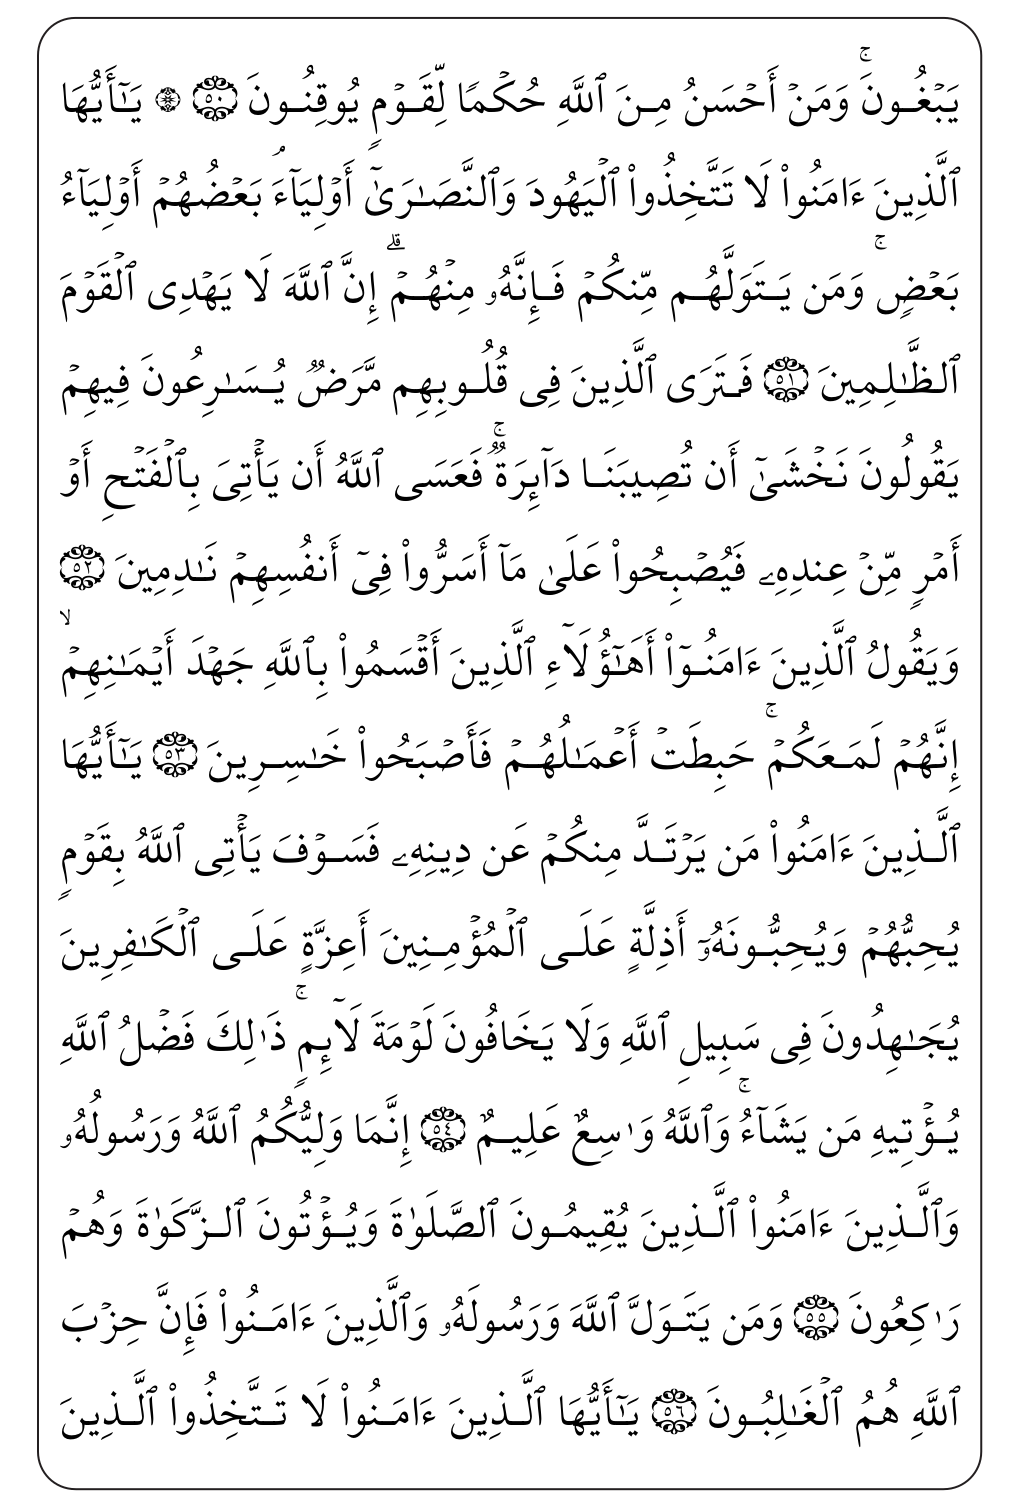 يَبۡغُونَۚ وَمَنۡ أَحۡسَنُ مِنَ ٱللَّهِ حُكۡمٗا لِّقَوۡمٖ يُوقِنُونَ ٥٠ ۞ يَٰٓأَيُّهَا
ٱلَّذِينَ ءَامَنُواْ لَا تَتَّخِذُواْ ٱلۡيَهُودَ وَٱلنَّصَٰرَىٰٓ أَوۡلِيَآءَۘ بَعۡضُهُمۡ أَوۡلِيَآءُ
بَعۡضٖۚ وَمَن يَتَوَلَّهُم مِّنكُمۡ فَإِنَّهُۥ مِنۡهُمۡۗ إِنَّ ٱللَّهَ لَا يَهۡدِي ٱلۡقَوۡمَ
ٱلظَّٰلِمِينَ ٥١ فَتَرَى ٱلَّذِينَ فِي قُلُوبِهِم مَّرَضٞ يُسَٰرِعُونَ فِيهِمۡ
يَقُولُونَ نَخۡشَىٰٓ أَن تُصِيبَنَا دَآئِرَةٞۚ فَعَسَى ٱللَّهُ أَن يَأۡتِيَ بِٱلۡفَتۡحِ أَوۡ
أَمۡرٖ مِّنۡ عِندِهِۦ فَيُصۡبِحُواْ عَلَىٰ مَآ أَسَرُّواْ فِيٓ أَنفُسِهِمۡ نَٰدِمِينَ ٥٢
وَيَقُولُ ٱلَّذِينَ ءَامَنُوٓاْ أَهَٰٓؤُلَآءِ ٱلَّذِينَ أَقۡسَمُواْ بِٱللَّهِ جَهۡدَ أَيۡمَٰنِهِمۡۙ
إِنَّهُمۡ لَمَعَكُمۡۚ حَبِطَتۡ أَعۡمَٰلُهُمۡ فَأَصۡبَحُواْ خَٰسِرِينَ ٥٣ يَٰٓأَيُّهَا
ٱلَّذِينَ ءَامَنُواْ مَن يَرۡتَدَّ مِنكُمۡ عَن دِينِهِۦ فَسَوۡفَ يَأۡتِي ٱللَّهُ بِقَوۡمٖ
يُحِبُّهُمۡ وَيُحِبُّونَهُۥٓ أَذِلَّةٍ عَلَى ٱلۡمُؤۡمِنِينَ أَعِزَّةٍ عَلَى ٱلۡكَٰفِرِينَ
يُجَٰهِدُونَ فِي سَبِيلِ ٱللَّهِ وَلَا يَخَافُونَ لَوۡمَةَ لَآئِمٖۚ ذَٰلِكَ فَضۡلُ ٱللَّهِ
يُؤۡتِيهِ مَن يَشَآءُۚ وَٱللَّهُ وَٰسِعٌ عَلِيمٌ ٥٤ إِنَّمَا وَلِيُّكُمُ ٱللَّهُ وَرَسُولُهُۥ
وَٱلَّذِينَ ءَامَنُواْ ٱلَّذِينَ يُقِيمُونَ ٱلصَّلَوٰةَ وَيُؤۡتُونَ ٱلزَّكَوٰةَ وَهُمۡ
رَٰكِعُونَ ٥٥ وَمَن يَتَوَلَّ ٱللَّهَ وَرَسُولَهُۥ وَٱلَّذِينَ ءَامَنُواْ فَإِنَّ حِزۡبَ
ٱللَّهِ هُمُ ٱلۡغَٰلِبُونَ ٥٦ يَٰٓأَيُّهَا ٱلَّذِينَ ءَامَنُواْ لَا تَتَّخِذُواْ ٱلَّذِينَ